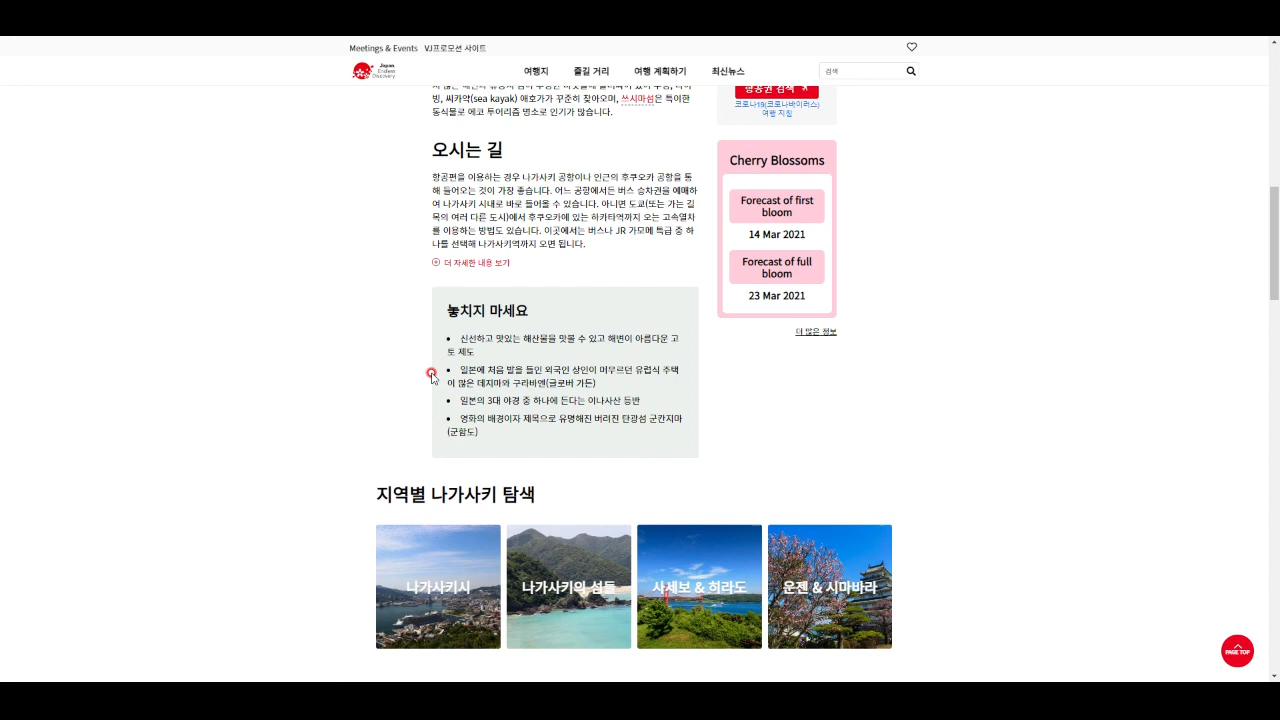 Meetings & Events VJ프로모션 사이트
Japan.
Endless
Discovery.
여행지 즐길 거리 여행 계획하기 최신뉴스
검색
빙, 씨카약(sea kayak) 애호가가 꾸준히 찾아오며, 쓰시마섬은 특이한
동식물로 에코 투어리즘 명소로 인기가 많습니다.
오시는 길
항공편을 이용하는 경우 나가사키 공항이나 인근의 후쿠오카 공항을 통
해 들어오는 것이 가장 좋습니다. 어느 공항에서든 버스 승차권을 예매하
여 나가사키 시내로 바로 들어올 수 있습니다. 아니면 도쿄(또는 가는 길
목의 여러 다른 도시)에서 후쿠오카에 있는 하카타역까지 오는 고속열차
를 이용하는 방법도 있습니다. 이곳에서는 버스나 JR 가모메 특급 중 하
나를 선택해 나가사키역까지 오면 됩니다.
더 자세한 내용 보기
놓치지 마세요
• 신선하고 맛있는 해산물을 맛볼 수 있고 해변이 아름다운 고
토 제도
• 일본에 처음 발을 들인 외국인 상인이 머무르던 유럽식 주택
이 많은 데지마와 구라바엔(글로버 가든)
• 일본의 3대 야경 중 하나에 든다는 이나사산 등반
• 영화의 배경이자 제목으로 유명해진 버려진 탄광섬 군칸지마
(군함도)
항공권 검색
코로나19(코로나바이러스)
여행 지침
Cherry Blossoms
Forecast of first
bloom
14 Mar 2021
Forecast of full
bloom
23 Mar 2021
더 많은 정보
지역별 나가사키 탐색
나가사키시
나가사키의 섬들
사세보 & 히라도
운젠 & 시마바라
PAGE TOP